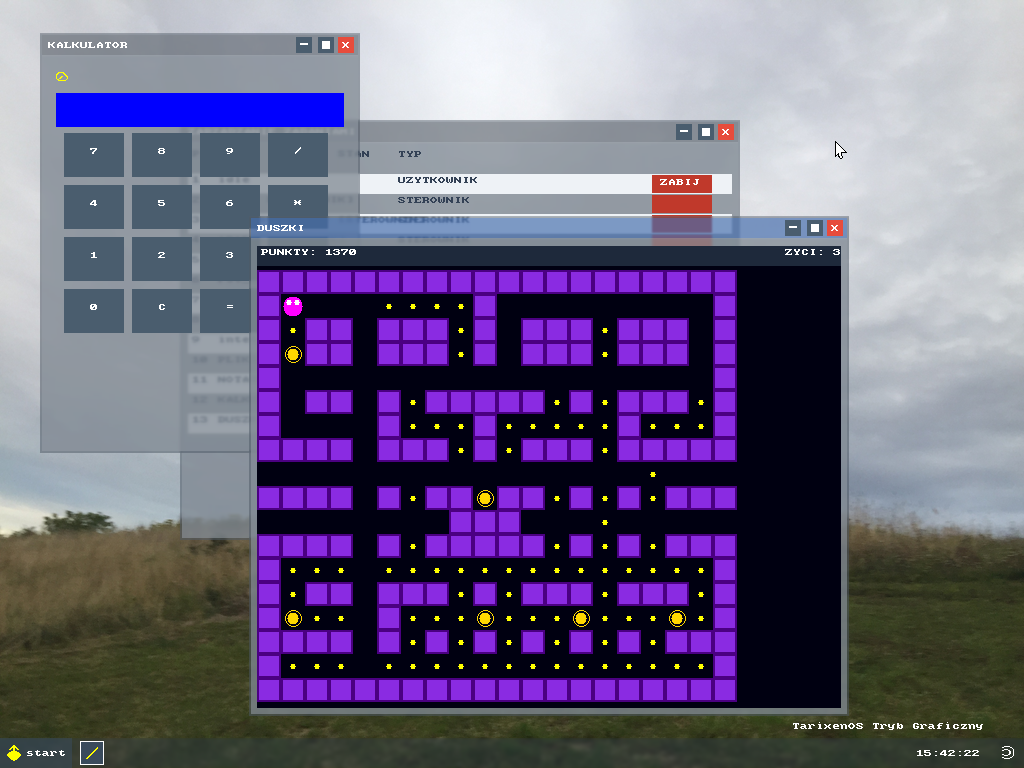 KALKULATOR
TYP
7 8 9 /
UZYTKOWNIK ZABIJ
4 5 6 *
STEROWNIK
DUSZKI
1 2 3
PUNKTY: 1370 ZYCI: 3
0 C =
TarixenOS Tryb Graficzny
start 15:42:22